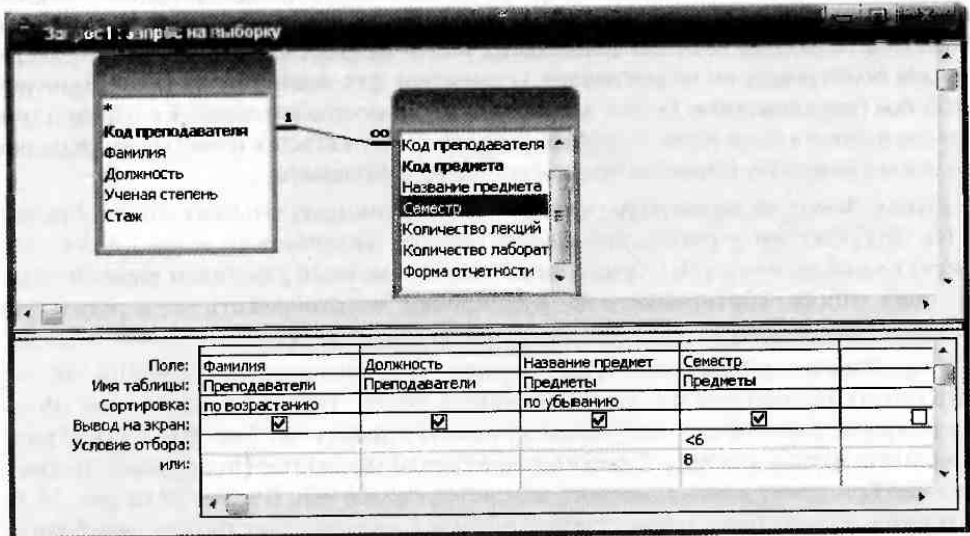 Запрос1 : запрос на выборку
*
Код преподавателя
Фамилия
Должность
Ученая степень
Стаж
1
∞
Код преподавателя
Код предмета
Название предмета
Семестр
Количество лекций
Количество лаборат
Форма отчетности
Поле: Фамилия Должность Название предмет Семестр
Имя таблицы: Преподаватели Преподаватели Предметы Предметы
Сортировка: по возрастанию по убыванию
Вывод на экран:
Условие отбора: <6
или: 8